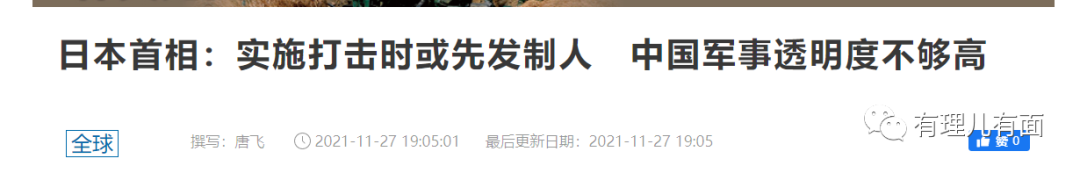 日本首相：实施打击时或先发制人　中国军事透明度不够高
全球 撰写：唐飞 2021-11-27 19:05:01 最后更新日期：2021-11-27 19:05 有理儿有面
赞 0